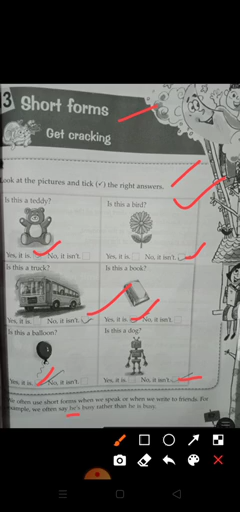 3 Short forms
Get cracking
Look at the pictures and tick (✓) the right answers.
Is this a teddy? Is this a bird?
Yes, it is. No, it isn't. Yes, it is. No, it isn't.
Is this a truck? Is this a book?
Yes, it is. No, it isn't. Yes, it is. No, it isn't.
Is this a balloon? Is this a dog?
Yes, it is. No, it isn't. Yes, it is. No, it isn't.
We often use short forms when we speak or when we write to friends. For
example, we often say he's busy rather than he is busy.